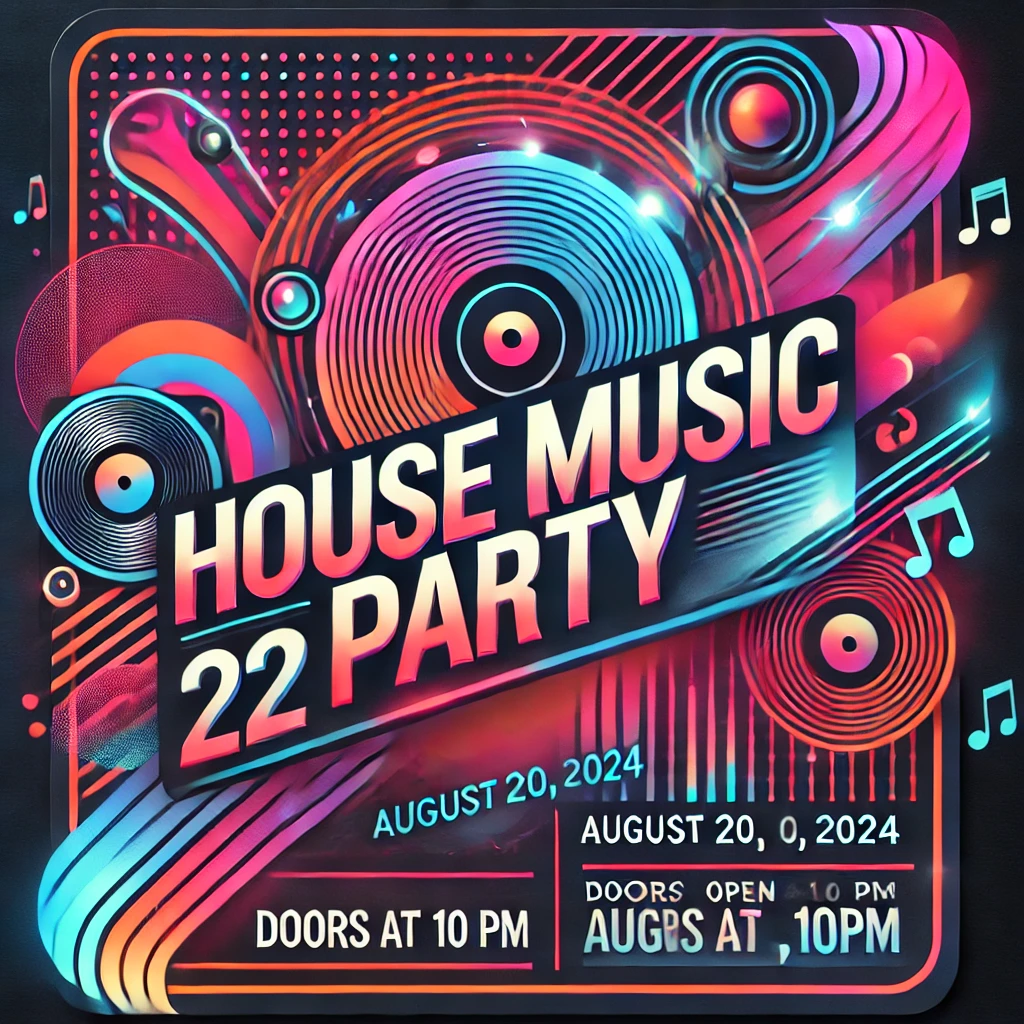 HOUSE MUSIC
22 PARTY
AUGUST 20, 2024
AUGUST 20, 0, 2024
DOORS AT 10 PM
DOORS OPEN 10 PM
AT ,10PM